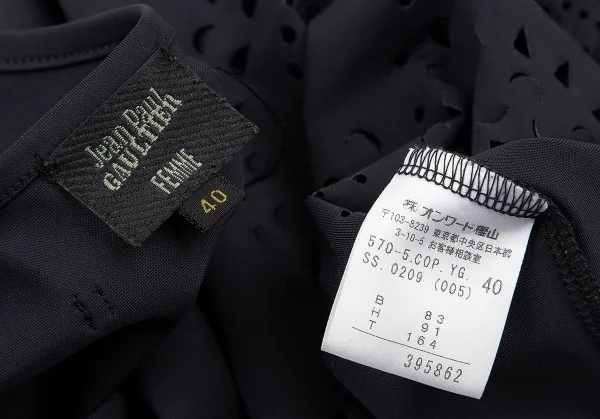 Jean Paul
GAULTIER
FEMME
40
㈱オンワード樫山
〒103-8239 東京都中央区日本橋
3-10-5 お客様相談室
570-5.COP.YG. 40
SS. 0209 (005)
B 83
H 91
T 164
395862